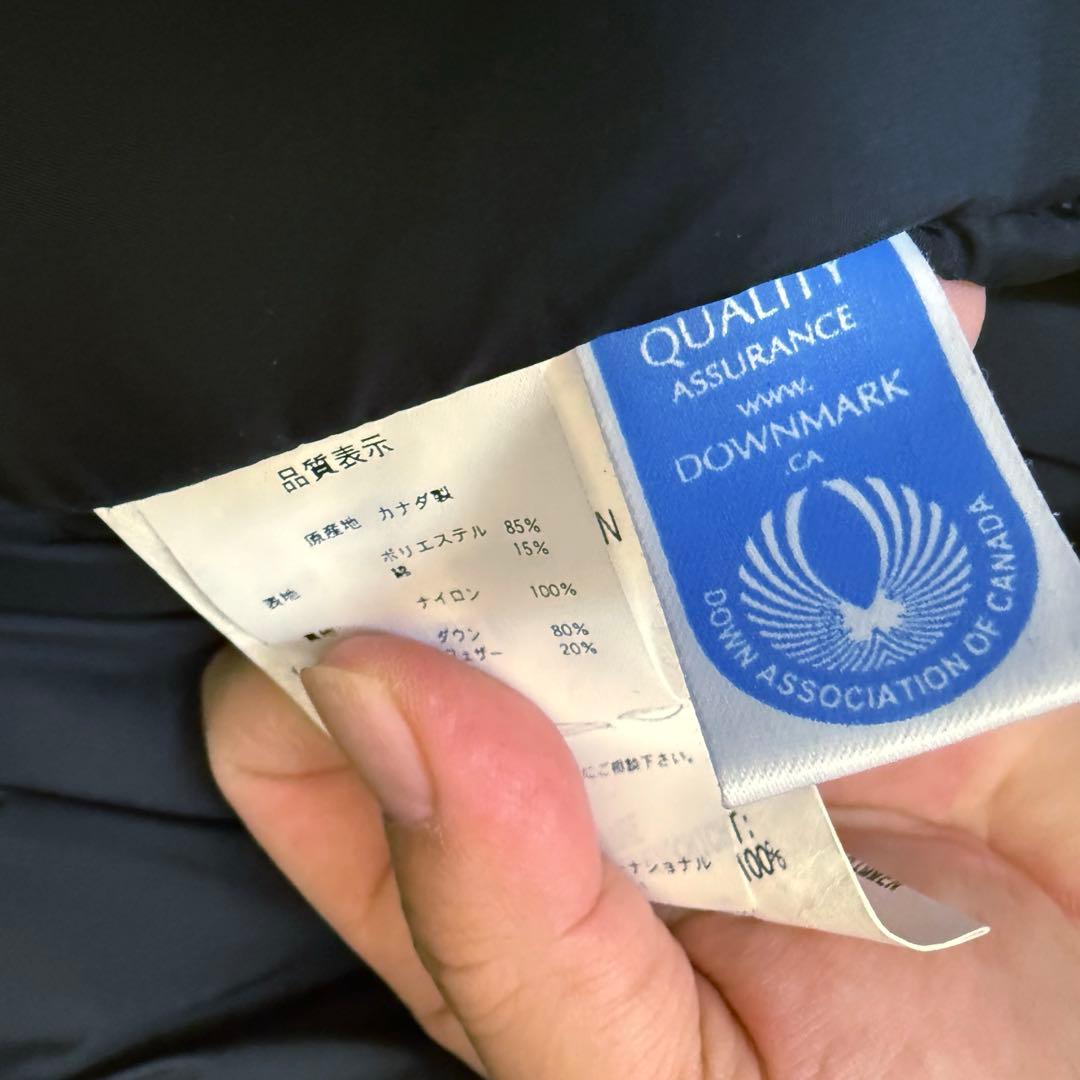 品質表示
原産地 カナダ製
表地 ポリエステル 85%
綿 15%
ナイロン 100%
ダウン 80%
フェザー 20%
にご相談下さい。
ナショナル
N
100%
QUALITY
ASSURANCE
www.
DOWNMARK
.CA
DOWN ASSOCIATION OF CANADA